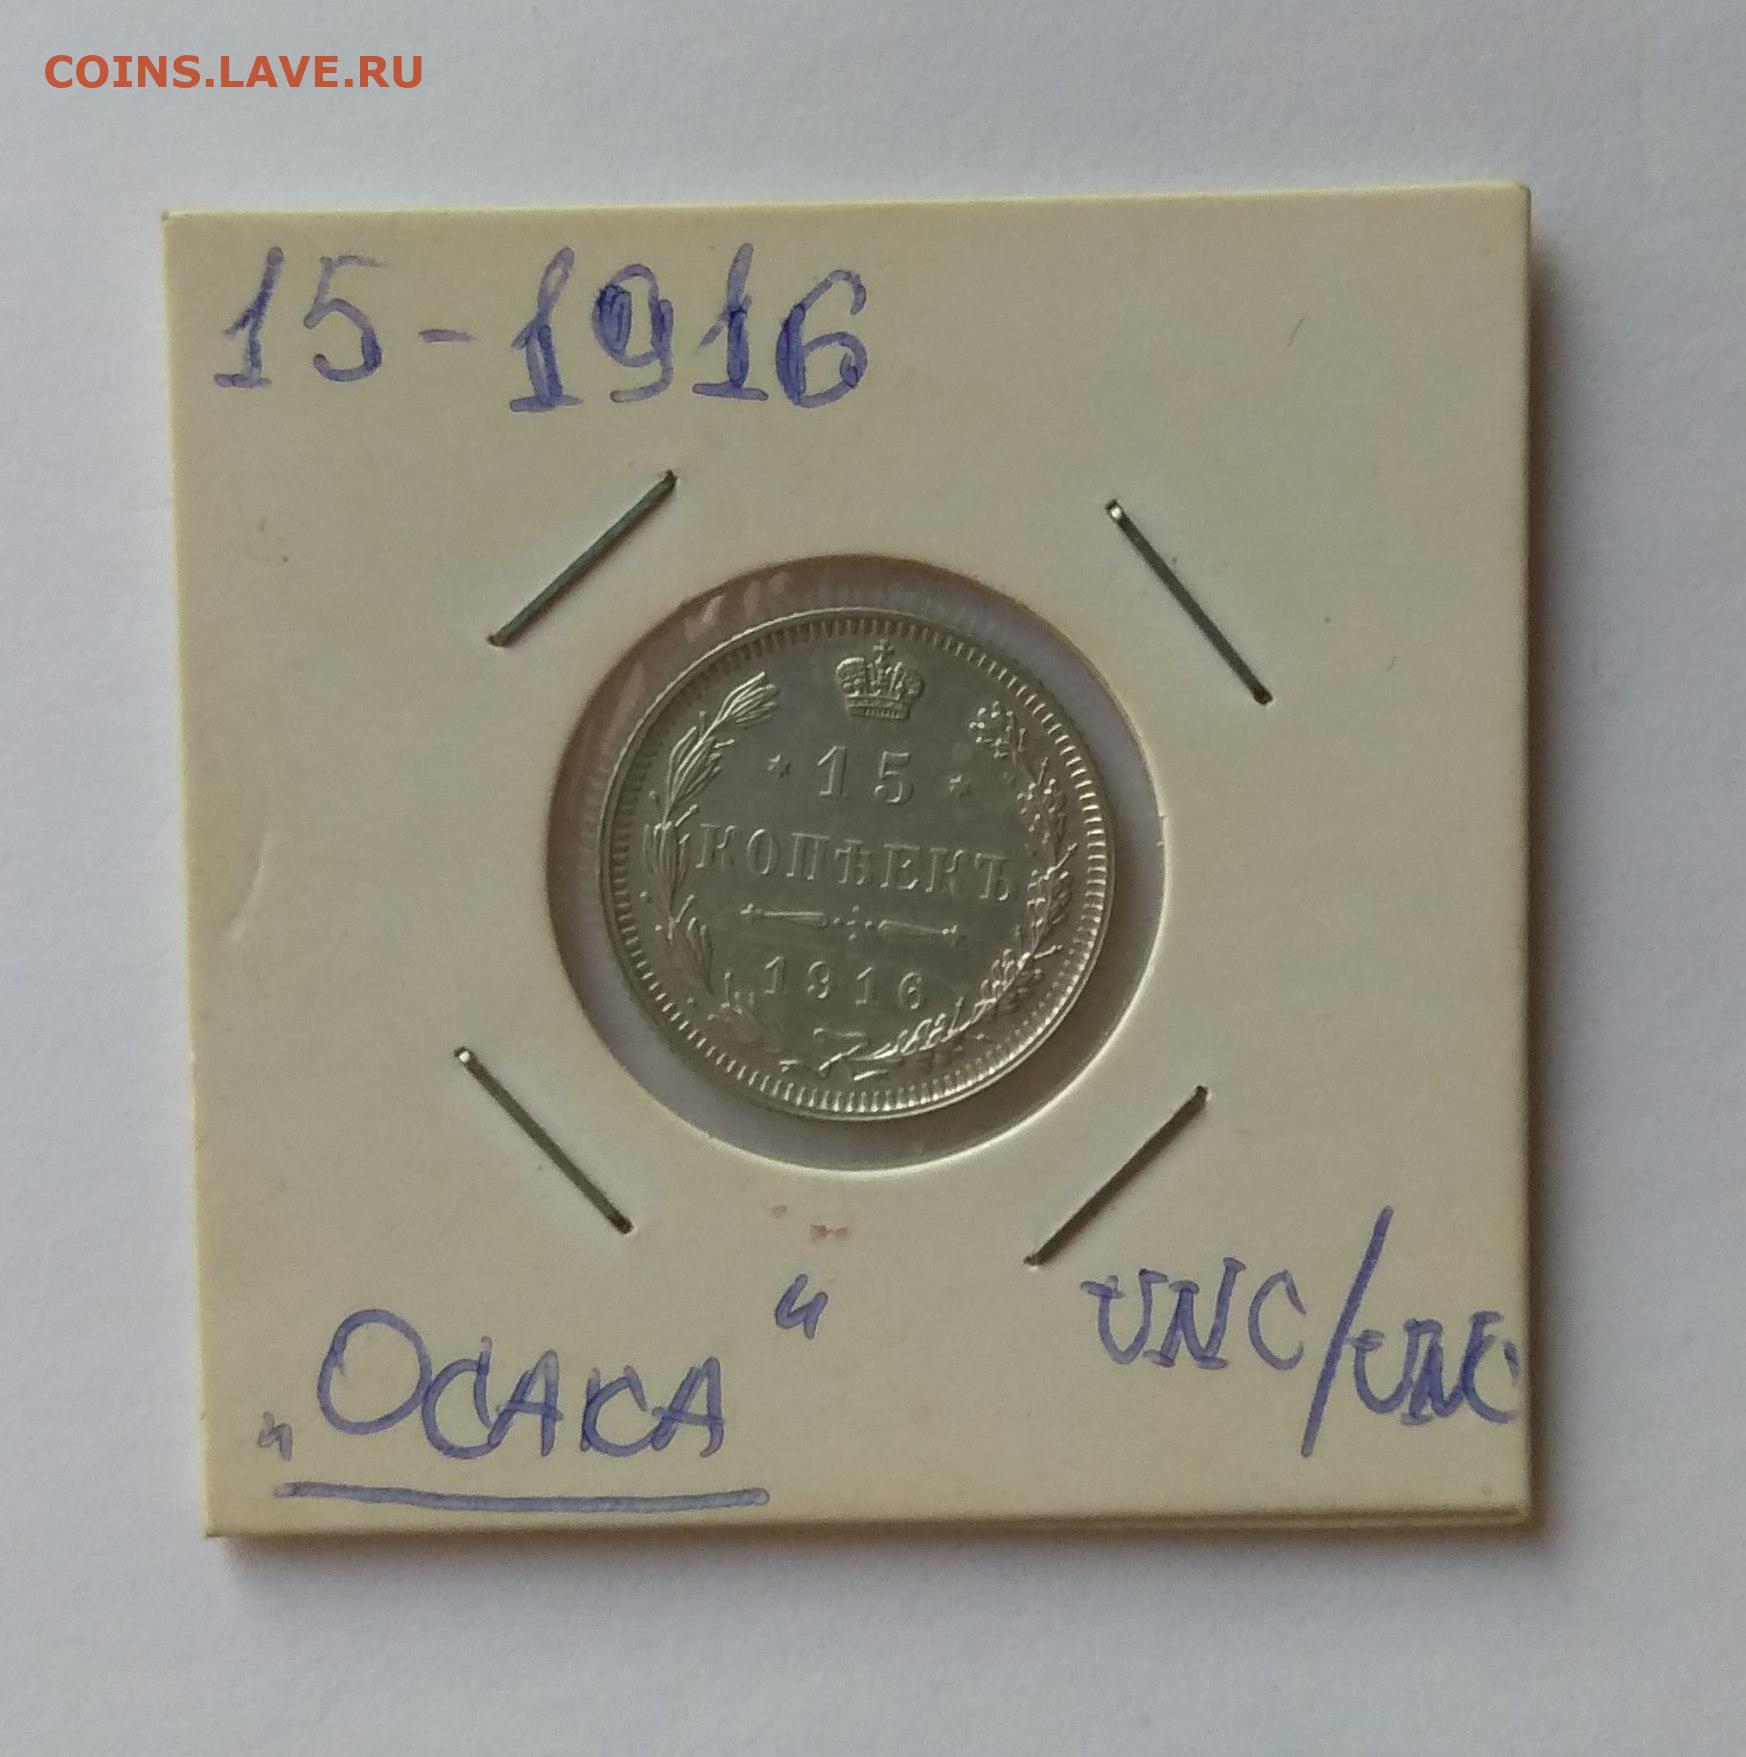 COINS.LAVE.RU
15-1916
15
КОПѢЕКЪ
1916
„Осака“
UNC/UNC